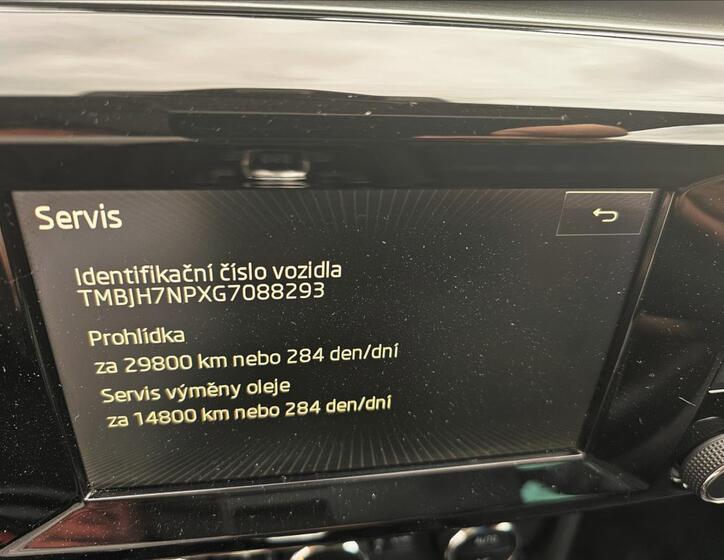 Servis
Identifikační číslo vozidla
TMBJH7NPXG7088293
Prohlídka
za 29800 km nebo 284 den/dní
Servis výměny oleje
za 14800 km nebo 284 den/dní
AUTO